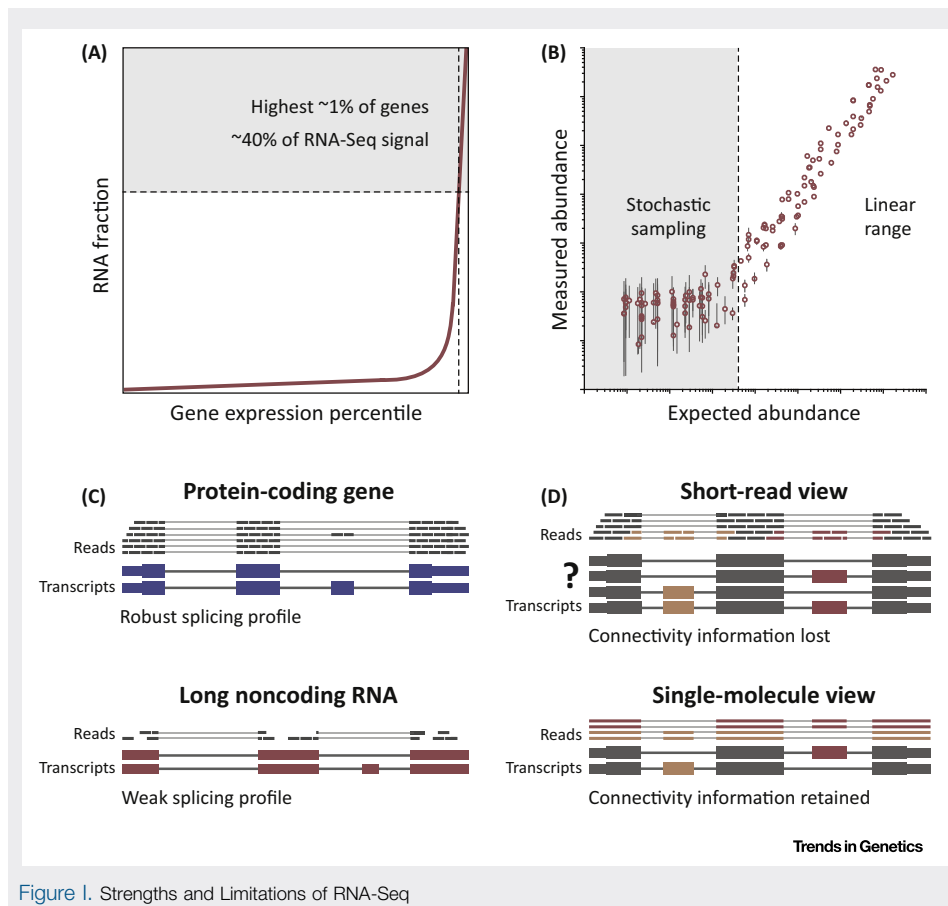 (A)
Highest ~1% of genes
~40% of RNA-Seq signal
RNA fraction
Gene expression percentile
(B)
Stochastic
sampling
Linear
range
Measured abundance
Expected abundance
(C)
Protein-coding gene
Reads
Transcripts
Robust splicing profile
Long noncoding RNA
Reads
Transcripts
Weak splicing profile
(D)
Short-read view
Reads
?
Transcripts
Connectivity information lost
Single-molecule view
Reads
Transcripts
Connectivity information retained
Trends in Genetics
Figure I. Strengths and Limitations of RNA-Seq